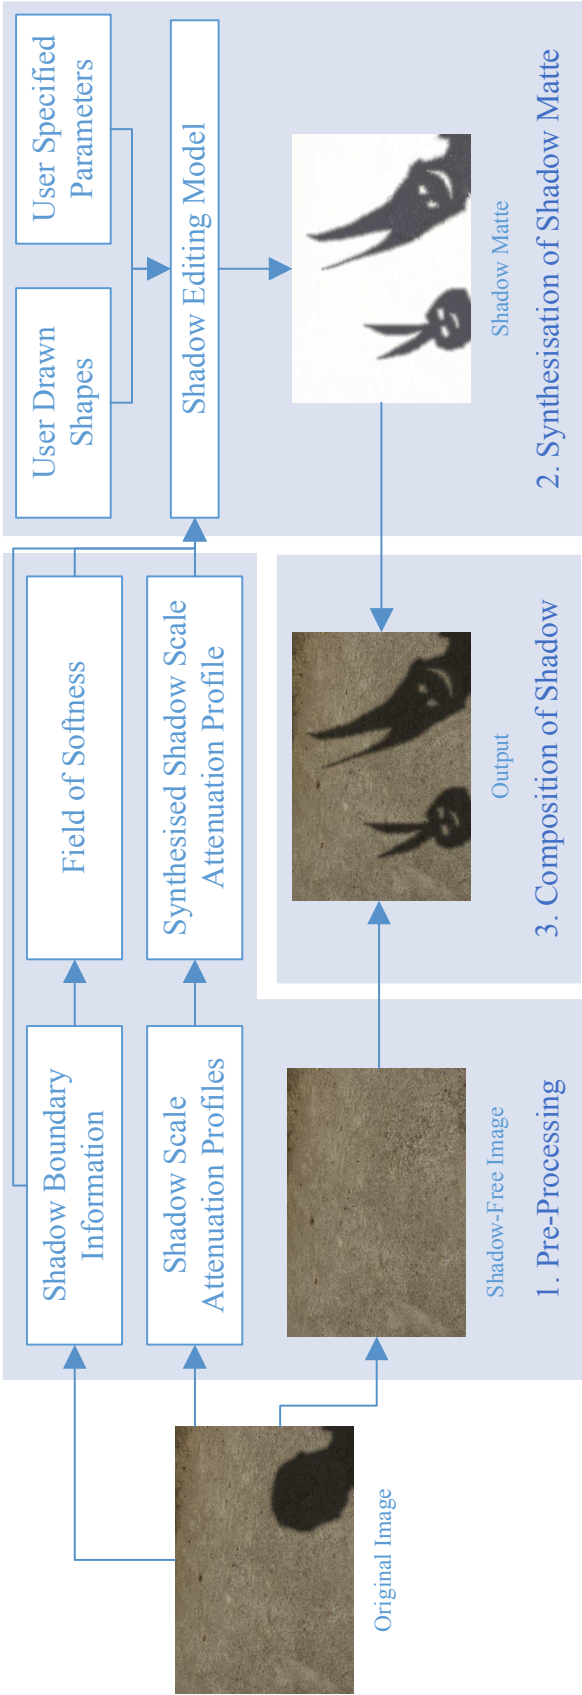 Original Image
Shadow Boundary
Information
Field of Softness
Shadow Scale
Attenuation Profiles
Synthesised Shadow Scale
Attenuation Profile
Shadow-Free Image
1. Pre-Processing
User Drawn
Shapes
User Specified
Parameters
Shadow Editing Model
Shadow Matte
2. Synthesisation of Shadow Matte
Output
3. Composition of Shadow